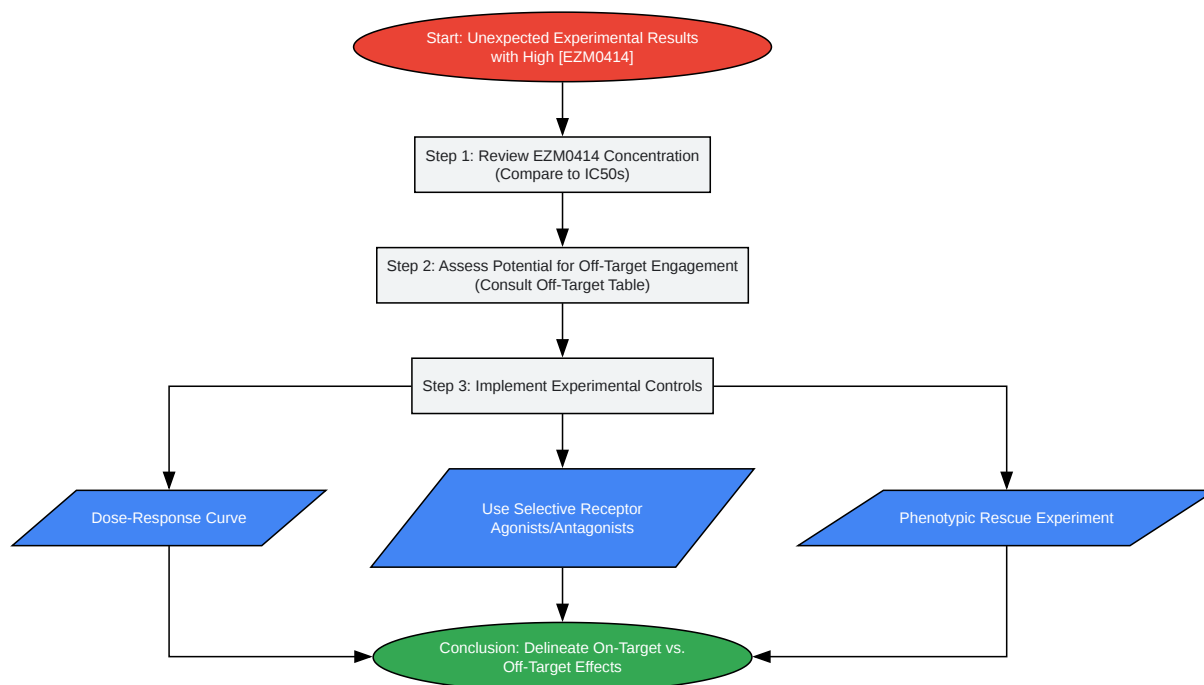 Start: Unexpected Experimental Results
with High [EZM0414]
Step 1: Review EZM0414 Concentration
(Compare to IC50s)
Step 2: Assess Potential for Off-Target Engagement
(Consult Off-Target Table)
Step 3: Implement Experimental Controls
Dose-Response Curve
Use Selective Receptor
Agonists/Antagonists
Phenotypic Rescue Experiment
Conclusion: Delineate On-Target vs.
Off-Target Effects